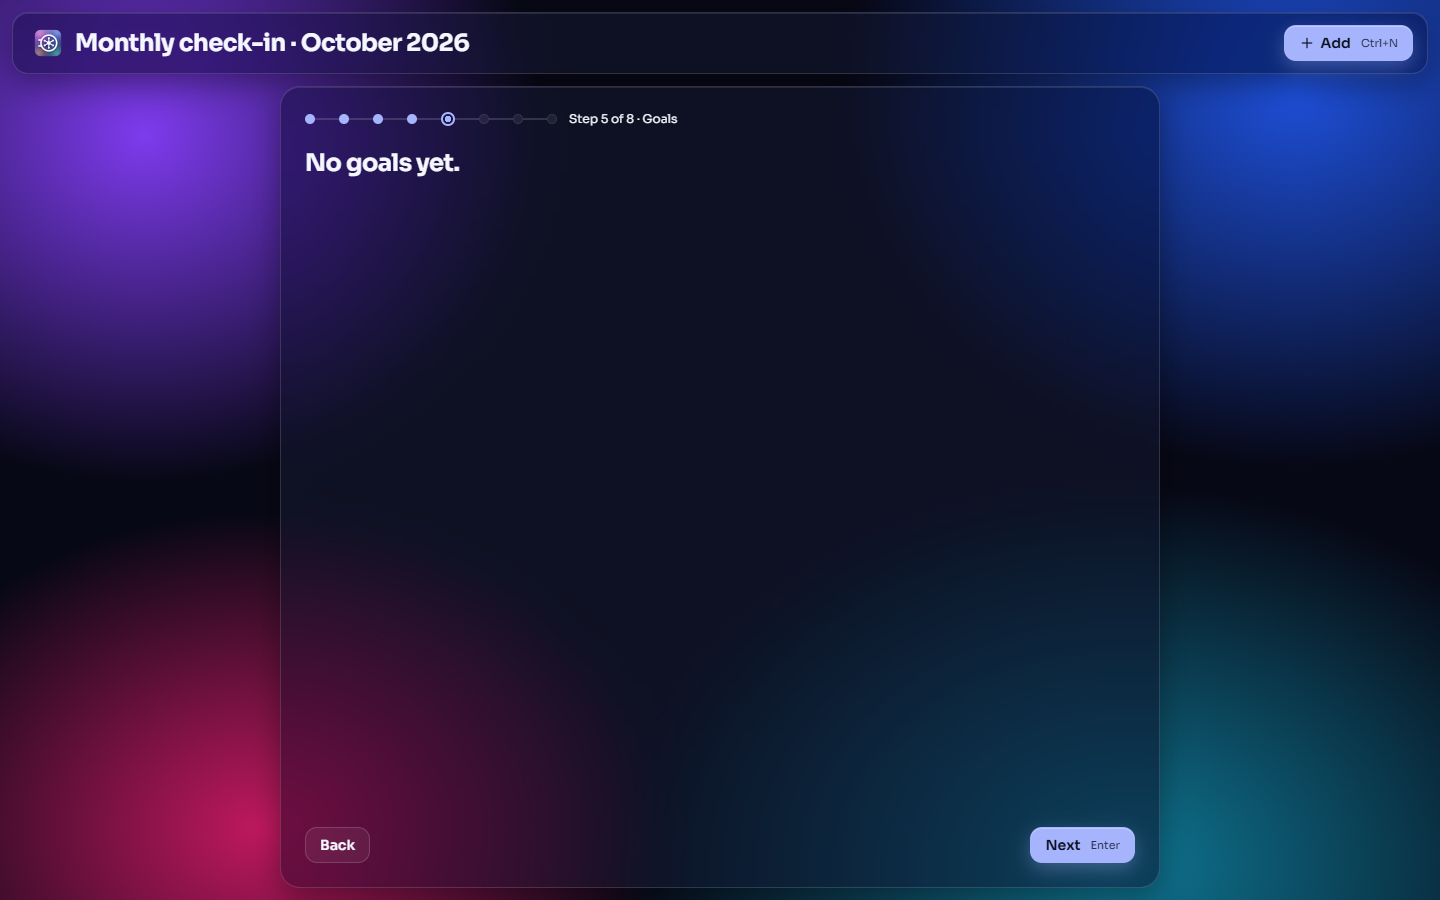 Monthly check-in · October 2026
+ Add Ctrl+N
Step 5 of 8 · Goals
No goals yet.
Back
Next Enter